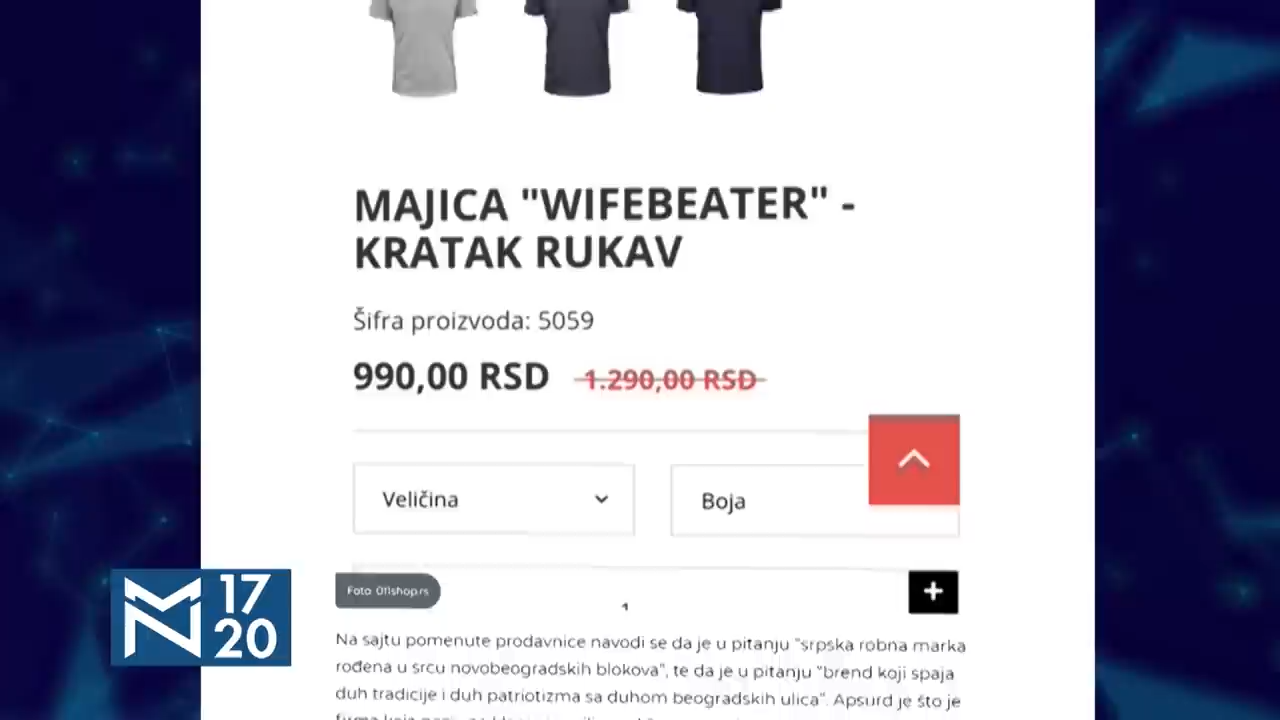 MAJICA "WIFEBEATER" -
KRATAK RUKAV
Šifra proizvoda: 5059
990,00 RSD 1.290,00 RSD
Veličina
Boja
Foto 011shop.rs
1
+
Na sajtu pomenute prodavnice navodi se da je u pitanju "srpska robna marka
rođena u srcu novobeogradskih blokova", te da je u pitanju "brend koji spaja
duh tradicije i duh patriotizma sa duhom beogradskih ulica". Apsurd je što je
N 17
20